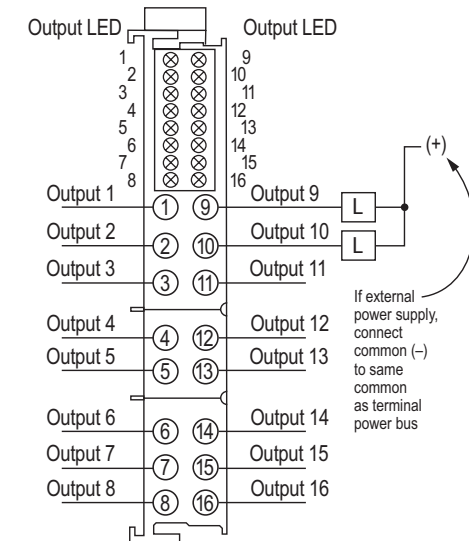 Output LED Output LED
1 9
2 10
3 11
4 12
5 13
6 14
7 15
8 16
Output 1 1 9 Output 9 L (+)
Output 2 2 10 Output 10 L
Output 3 3 11 Output 11
Output 4 4 12 Output 12
Output 5 5 13 Output 13
Output 6 6 14 Output 14
Output 7 7 15 Output 15
Output 8 8 16 Output 16
If external
power supply,
connect
common (–)
to same
common
as terminal
power bus